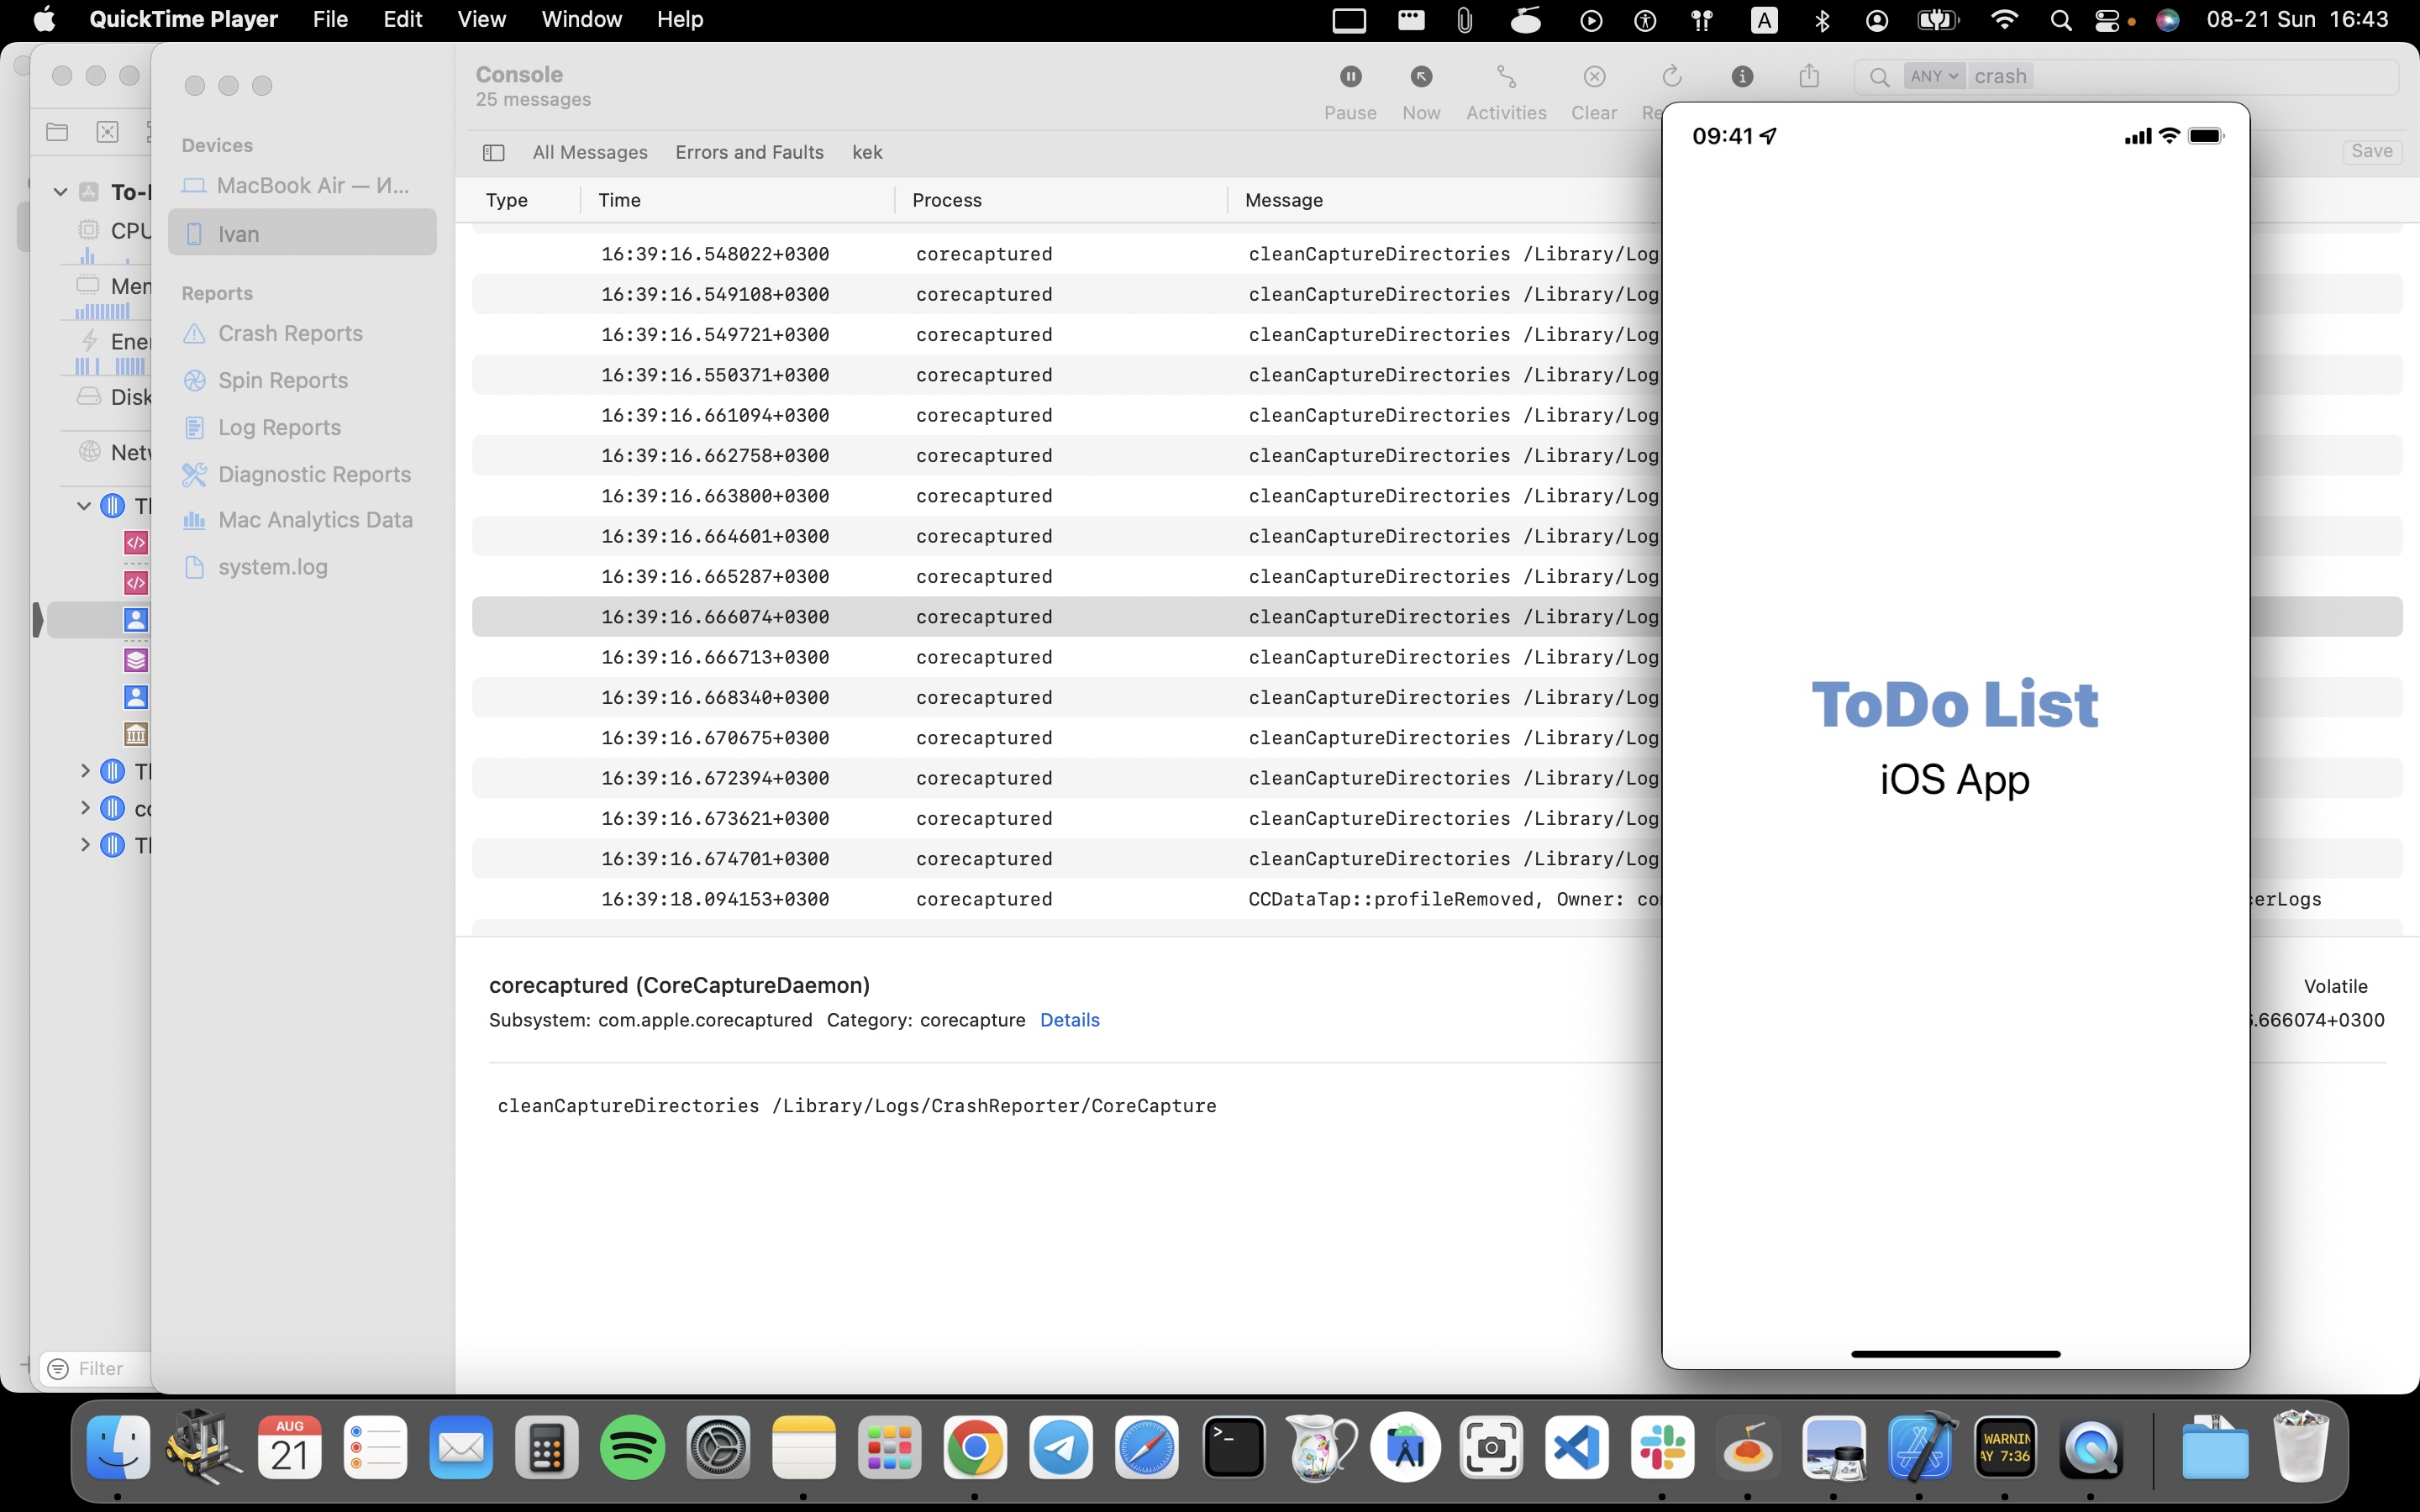 QuickTime Player File Edit View Window Help A 08-21 Sun 16:43
Console
25 messages
Pause Now Activities Clear Re
ANY crash
All Messages Errors and Faults kek Save
Type Time Process Message
16:39:16.548022+0300 corecaptured cleanCaptureDirectories /Library/Log
16:39:16.549108+0300 corecaptured cleanCaptureDirectories /Library/Log
16:39:16.549721+0300 corecaptured cleanCaptureDirectories /Library/Log
16:39:16.550371+0300 corecaptured cleanCaptureDirectories /Library/Log
16:39:16.661094+0300 corecaptured cleanCaptureDirectories /Library/Log
16:39:16.662758+0300 corecaptured cleanCaptureDirectories /Library/Log
16:39:16.663800+0300 corecaptured cleanCaptureDirectories /Library/Log
16:39:16.664601+0300 corecaptured cleanCaptureDirectories /Library/Log
16:39:16.665287+0300 corecaptured cleanCaptureDirectories /Library/Log
16:39:16.666074+0300 corecaptured cleanCaptureDirectories /Library/Log
16:39:16.666713+0300 corecaptured cleanCaptureDirectories /Library/Log
16:39:16.668340+0300 corecaptured cleanCaptureDirectories /Library/Log
16:39:16.670675+0300 corecaptured cleanCaptureDirectories /Library/Log
16:39:16.672394+0300 corecaptured cleanCaptureDirectories /Library/Log
16:39:16.673621+0300 corecaptured cleanCaptureDirectories /Library/Log
16:39:16.674701+0300 corecaptured cleanCaptureDirectories /Library/Log
16:39:18.094153+0300 corecaptured CCDataTap::profileRemoved, Owner: co cerLogs
corecaptured (CoreCaptureDaemon) Volatile
Subsystem: com.apple.corecaptured Category: corecapture Details .666074+0300
cleanCaptureDirectories /Library/Logs/CrashReporter/CoreCapture
Devices
MacBook Air — И...
Ivan
Reports
Crash Reports
Spin Reports
Log Reports
Diagnostic Reports
Mac Analytics Data
system.log
To-
CPU
Mem
Ener
Disk
Netw
Filter
09:41
ToDo List
iOS App
AUG
21
WARNIN
AY 7:36